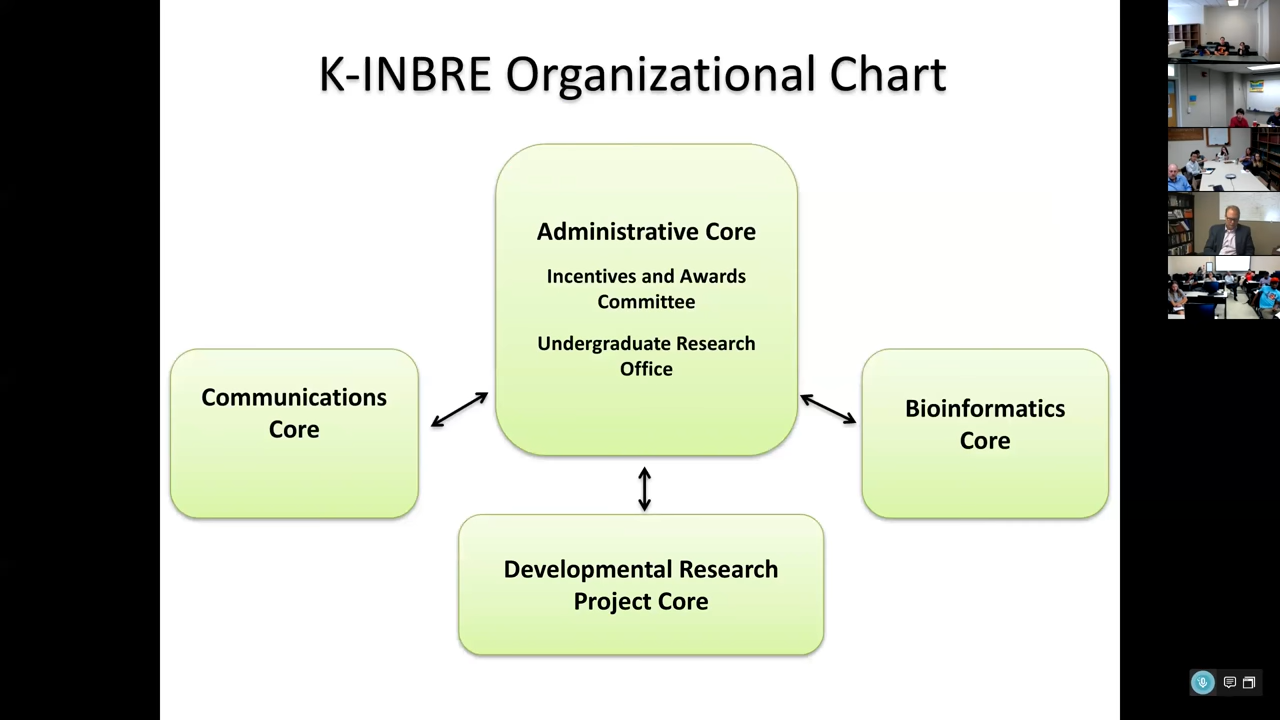 K-INBRE Organizational Chart
Administrative Core
Incentives and Awards
Committee
Undergraduate Research
Office
Communications
Core
Bioinformatics
Core
Developmental Research
Project Core